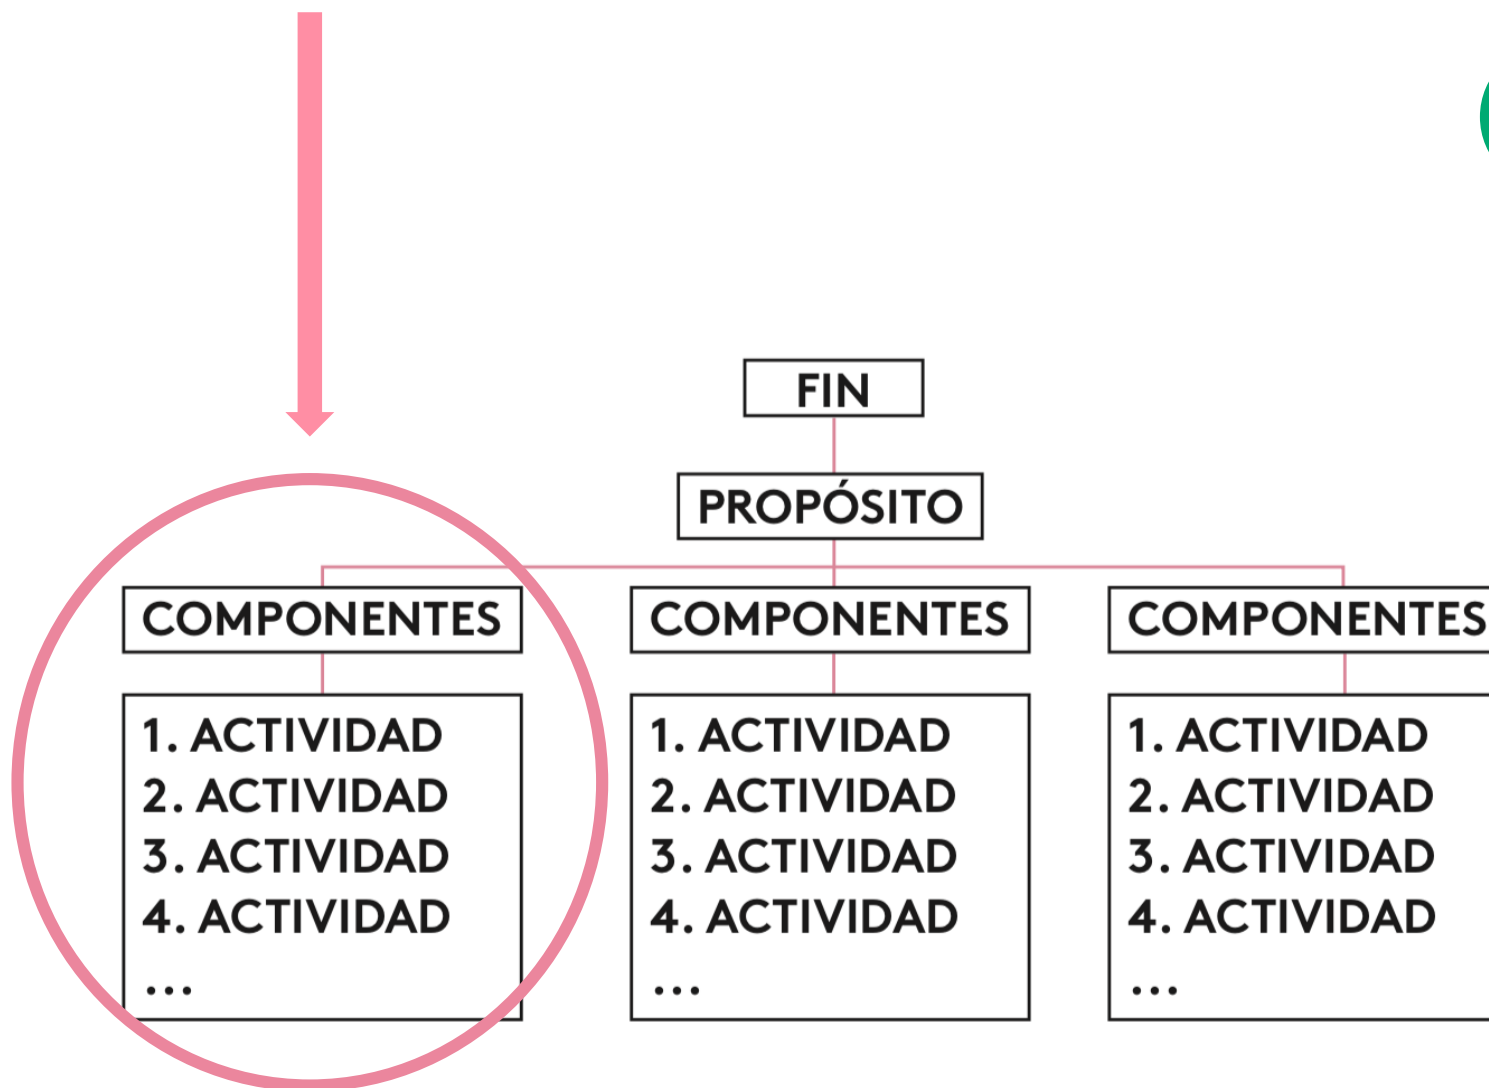 FIN
PROPÓSITO
COMPONENTES
1. ACTIVIDAD
2. ACTIVIDAD
3. ACTIVIDAD
4. ACTIVIDAD
...
COMPONENTES
1. ACTIVIDAD
2. ACTIVIDAD
3. ACTIVIDAD
4. ACTIVIDAD
...
COMPONENTES
1. ACTIVIDAD
2. ACTIVIDAD
3. ACTIVIDAD
4. ACTIVIDAD
...